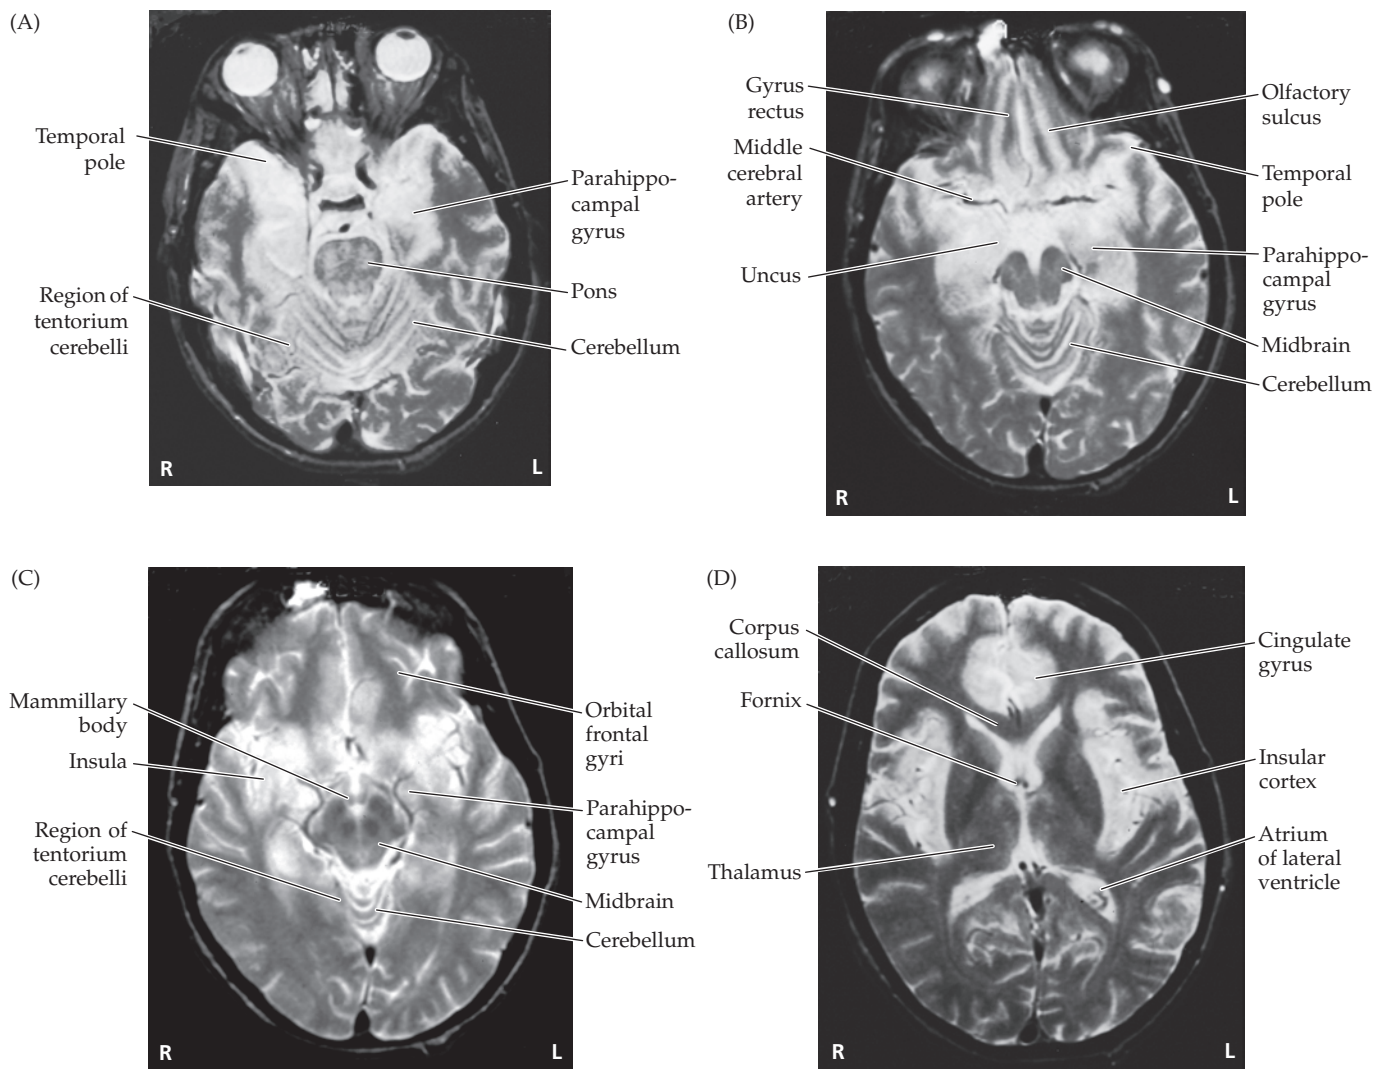 (A)
Temporal
pole
Region of
tentorium
cerebelli
Parahippo-
campal
gyrus
Pons
Cerebellum
R
L
(B)
Gyrus
rectus
Middle
cerebral
artery
Uncus
Olfactory
sulcus
Temporal
pole
Parahippo-
campal
gyrus
Midbrain
Cerebellum
R
L
(C)
Mammillary
body
Insula
Region of
tentorium
cerebelli
Orbital
frontal
gyri
Parahippo-
campal
gyrus
Midbrain
Cerebellum
R
L
(D)
Corpus
callosum
Fornix
Thalamus
Cingulate
gyrus
Insular
cortex
Atrium
of lateral
ventricle
R
L